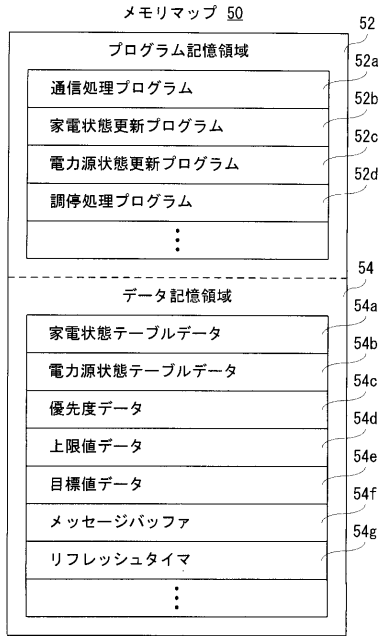 メモリマップ 50
プログラム記憶領域 52
通信処理プログラム 52a
家電状態更新プログラム 52b
電力源状態更新プログラム 52c
調停処理プログラム 52d
データ記憶領域 54
家電状態テーブルデータ 54a
電力源状態テーブルデータ 54b
優先度データ 54c
上限値データ 54d
目標値データ 54e
メッセージバッファ 54f
リフレッシュタイマ 54g